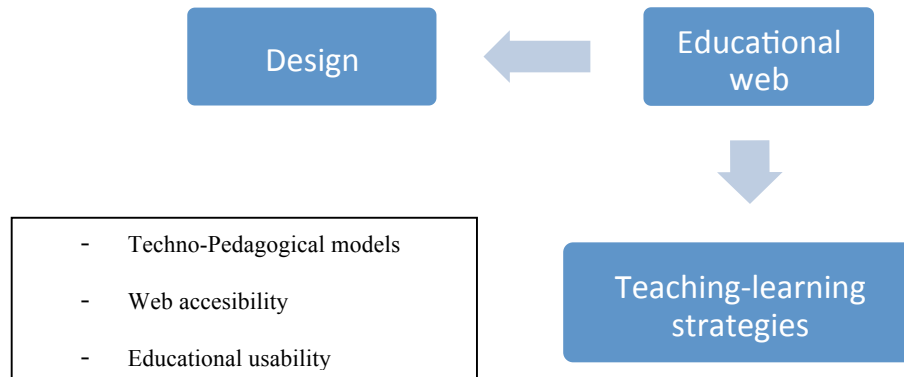 Design
Educational
web
- Techno-Pedagogical models
- Web accesibility
- Educational usability
Teaching-learning
strategies